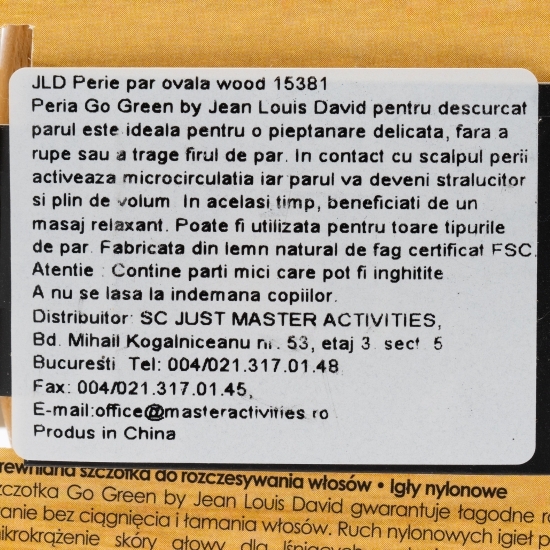 JLD Perie par ovala wood 15381
Peria Go Green by Jean Louis David pentru descurcat
parul este ideala pentru o pieptanare delicata, fara a
rupe sau a trage firul de par. In contact cu scalpul perii
activeaza microcirculatia iar parul va deveni stralucitor
si plin de volum. In acelasi timp, beneficiati de un
masaj relaxant. Poate fi utilizata pentru toare tipurile
de par. Fabricata din lemn natural de fag certificat FSC.
Atentie : Contine parti mici care pot fi inghitite.
A nu se lasa la indemana copiilor.
Distribuitor: SC JUST MASTER ACTIVITIES,
Bd. Mihail Kogalniceanu nr. 53, etaj 3. sect. 5
Bucuresti Tel: 004/021.317.01.48
Fax: 004/021.317.01.45,
E-mail:office@masteractivities.ro
Produs in China
szczotka do rozczesywania włosów • Igły nylonowe
Go Green by Jean Louis David gwarantuje łagodne
bez ciągnięcia i łamania włosów. Ruch nylonowych igieł
skóry głowy dla